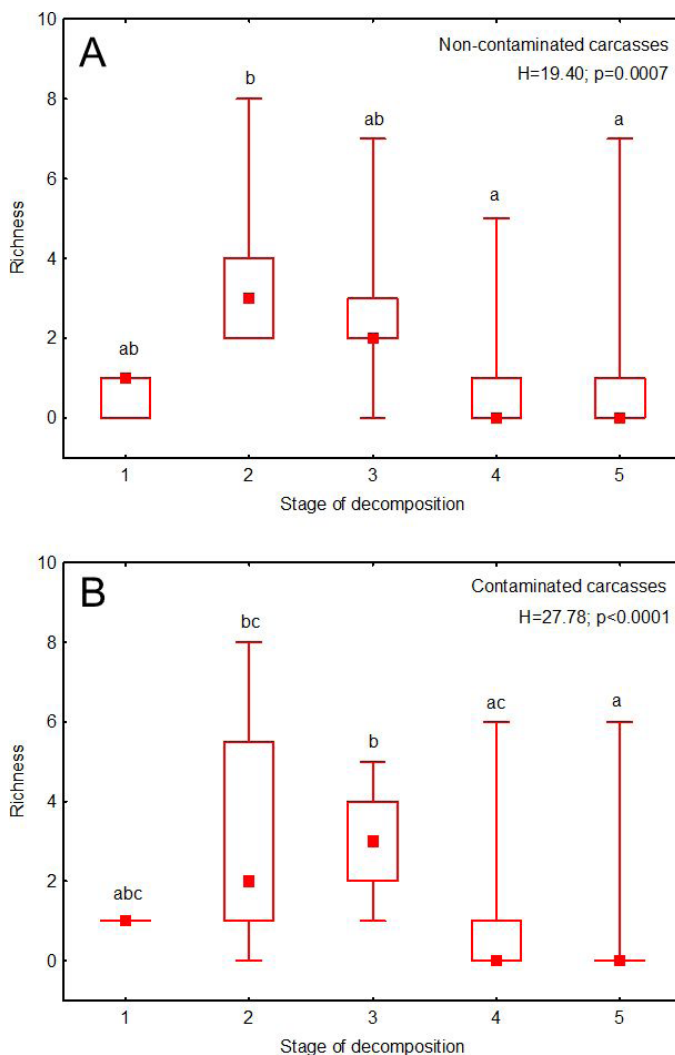 10
A
Non-contaminated carcasses
H=19.40; p=0.0007
b
8
ab
a
a
6
Richness
4
ab
2
0
1 2 3 4 5
Stage of decomposition
10
B
Contaminated carcasses
H=27.78; p<0.0001
bc
8
ac
a
6
b
Richness
4
abc
2
0
1 2 3 4 5
Stage of decomposition